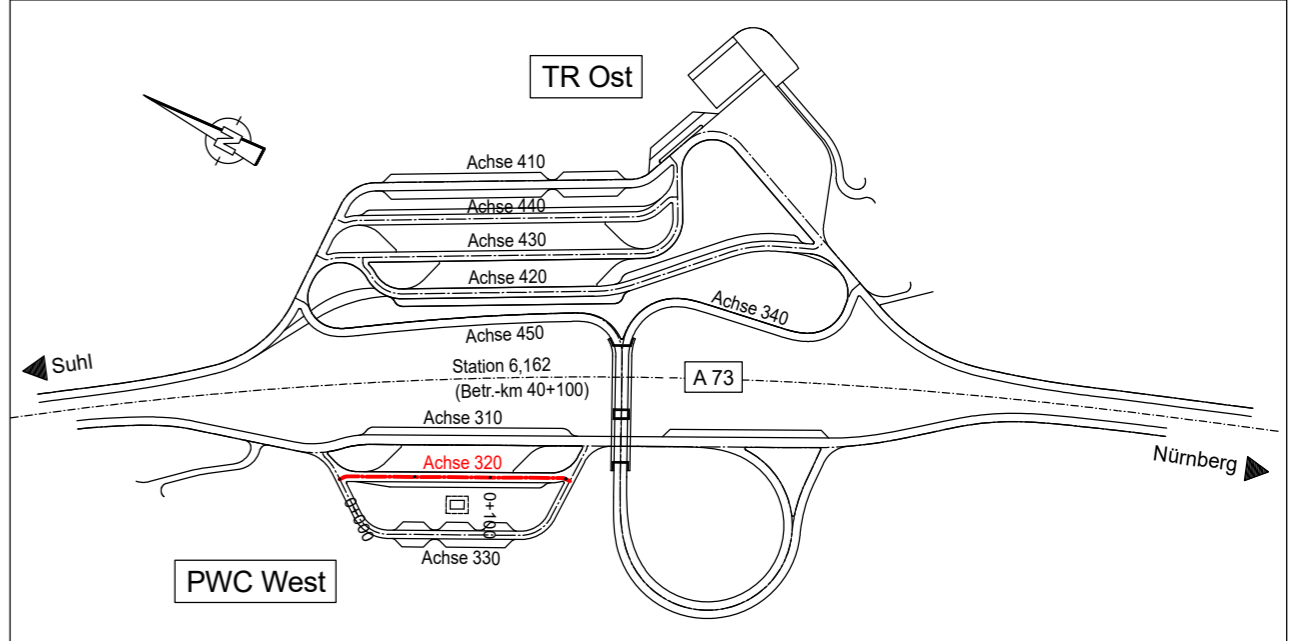 TR Ost
N
Achse 410
Achse 440
Achse 430
Achse 420
Achse 340
Achse 450
Suhl
Station 6,162
(Betr.-km 40+100)
A 73
Achse 310
Nürnberg
Achse 320
0+100
Achse 330
PWC West